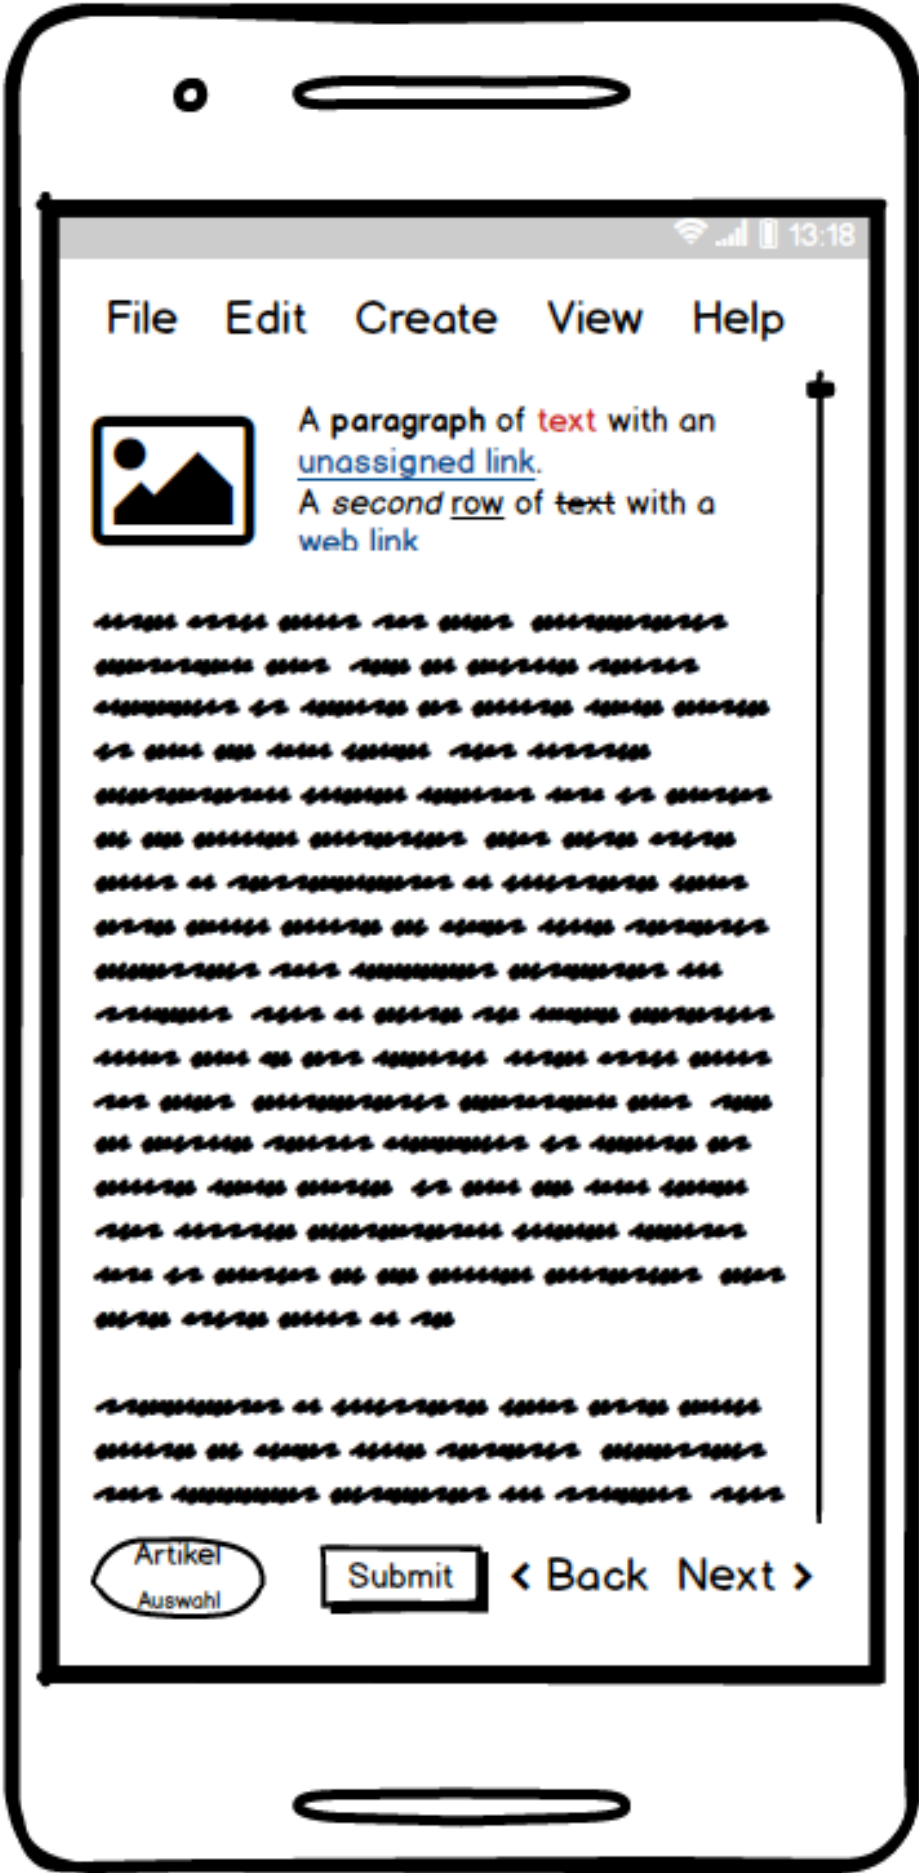 13:18
File Edit Create View Help
A paragraph of text with an
unassigned link.
A second row of text with a
web link
Artikel
Auswahl
Submit
< Back Next >